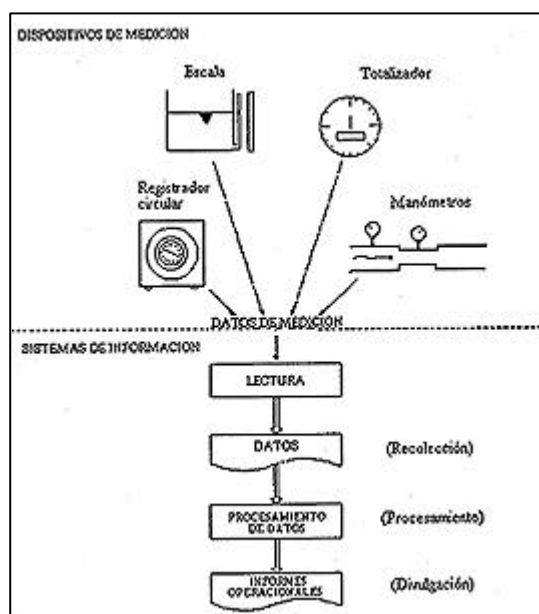 DISPOSITIVOS DE MEDICION
Escala
Totalizador
Registrador
circular
Manómetros
DATOS DE MEDICION
SISTEMAS DE INFORMACION
LECTURA
DATOS
(Recolección)
PROCESAMIENTO
DE DATOS
(Procesamiento)
INFORMES
OPERACIONALES
(Divulgación)